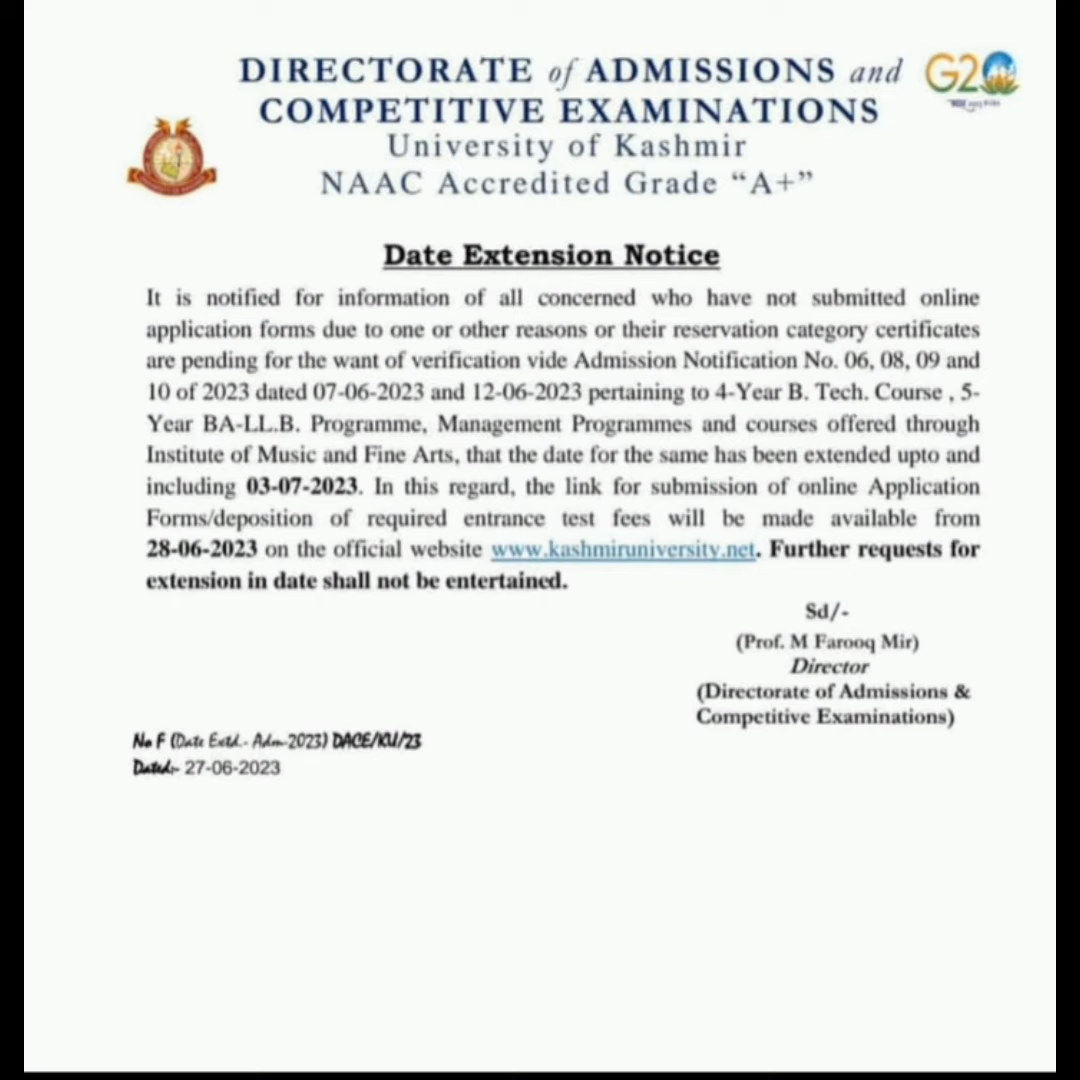 DIRECTORATE of ADMISSIONS and
COMPETITIVE EXAMINATIONS
University of Kashmir
NAAC Accredited Grade “A+”
G20
Date Extension Notice
It is notified for information of all concerned who have not submitted online
application forms due to one or other reasons or their reservation category certificates
are pending for the want of verification vide Admission Notification No. 06, 08, 09 and
10 of 2023 dated 07-06-2023 and 12-06-2023 pertaining to 4-Year B. Tech. Course , 5-
Year BA-LL.B. Programme, Management Programmes and courses offered through
Institute of Music and Fine Arts, that the date for the same has been extended upto and
including 03-07-2023. In this regard, the link for submission of online Application
Forms/deposition of required entrance test fees will be made available from
28-06-2023 on the official website www.kashmiruniversity.net. Further requests for
extension in date shall not be entertained.
Sd/-
(Prof. M Farooq Mir)
Director
(Directorate of Admissions &
Competitive Examinations)
No F (Date Extd.- Adm-2023) DACE/KU/23
Dated:- 27-06-2023